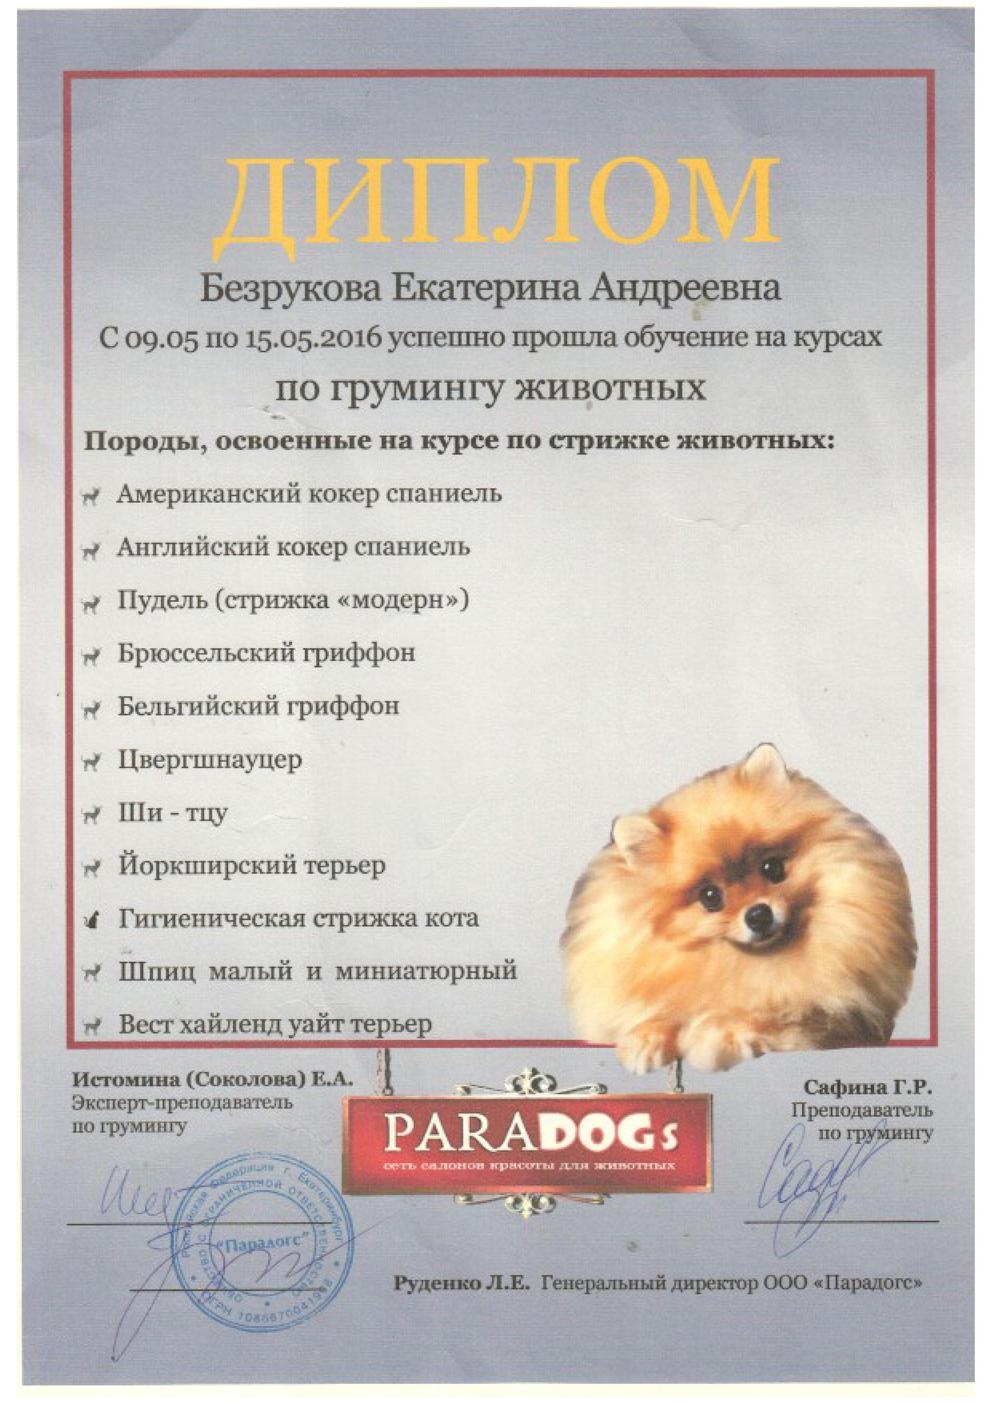 ДИПЛОМ
Безрукова Екатерина Андреевна
С 09.05 по 15.05.2016 успешно прошла обучение на курсах
по грумингу животных
Породы, освоенные на курсе по стрижке животных:
Американский кокер спаниель
Английский кокер спаниель
Пудель (стрижка «модерн»)
Брюссельский гриффон
Бельгийский гриффон
Цвергшнауцер
Ши - тцу
Йоркширский терьер
Гигиеническая стрижка кота
Шпиц малый и миниатюрный
Вест хайленд уайт терьер
Истомина (Соколова) Е.А.
Эксперт-преподаватель
по грумингу
PARADOGs
сеть салонов красоты для животных
Сафина Г.Р.
Преподаватель
по грумингу
Российская Федерация г. Екатеринбург
Общество с ограниченной ответственностью
"Парадогс"
ОГРН
Руденко Л.Е. Генеральный директор ООО «Парадогс»